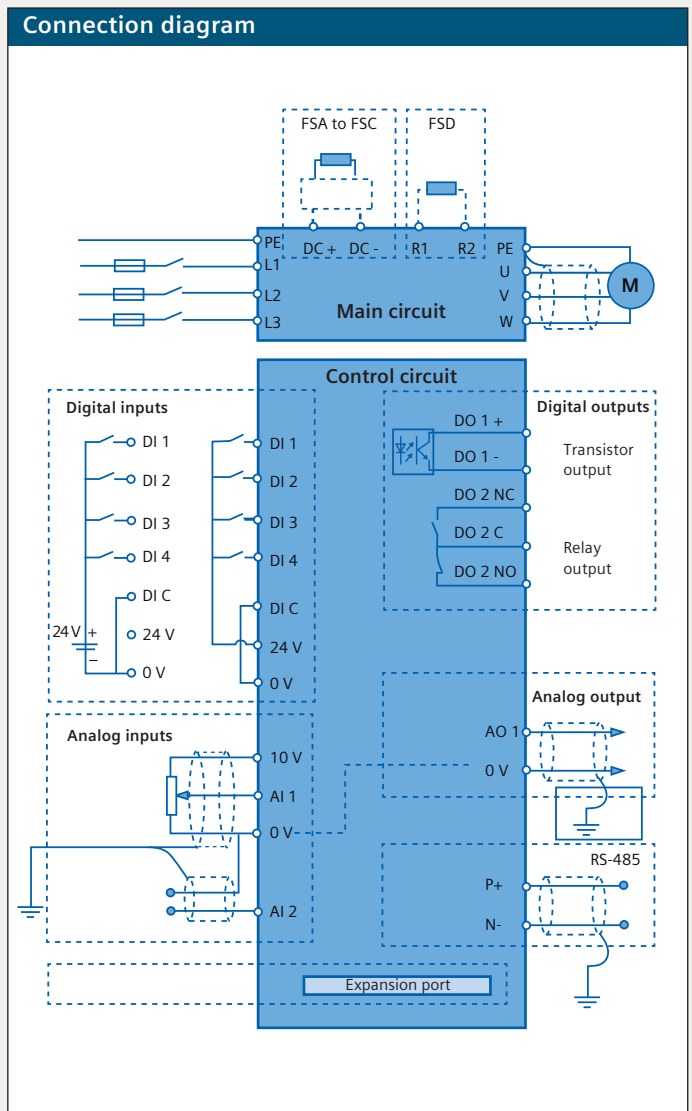 Connection diagram
FSA to FSC
FSD
PE
DC +
DC -
R1
R2
PE
L1
U
M
L2
V
Main circuit
L3
W
Control circuit
Digital inputs
DI 1
DI 2
DI 3
DI 4
DI C
24 V
0 V
24 V
+
–
DI 1
DI 2
DI 3
DI 4
DI C
24 V
0 V
Digital outputs
DO 1 +
DO 1 -
Transistor
output
DO 2 NC
DO 2 C
DO 2 NO
Relay
output
Analog inputs
10 V
AI 1
0 V
AI 2
Analog output
AO 1
0 V
RS-485
P+
N-
Expansion port